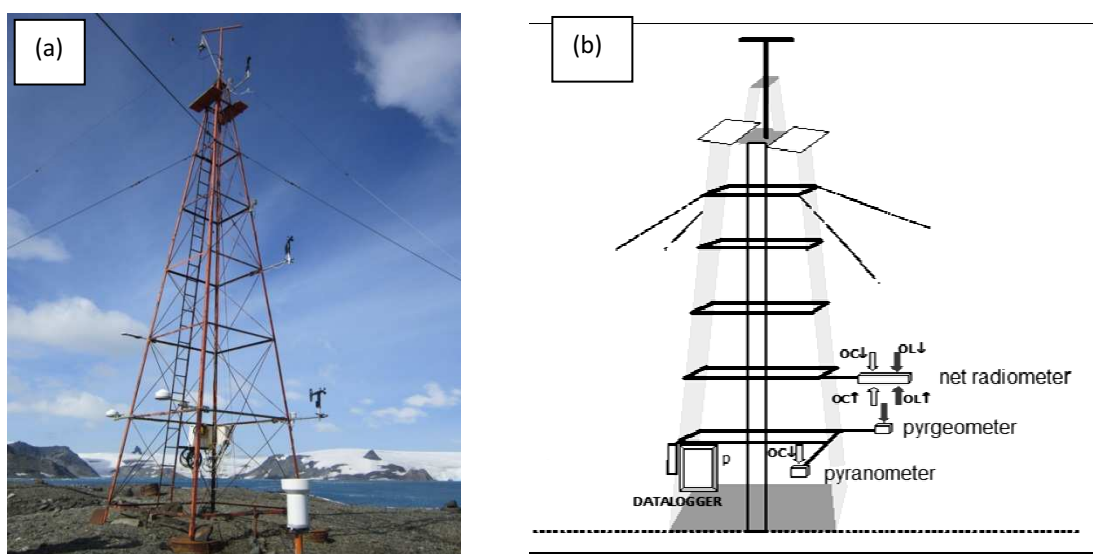 (a)
(b)
OC↓
OL↓
net radiometer
OC↑
OL↑
pyrgeometer
OC↓
p
pyranometer
DATALOGGER